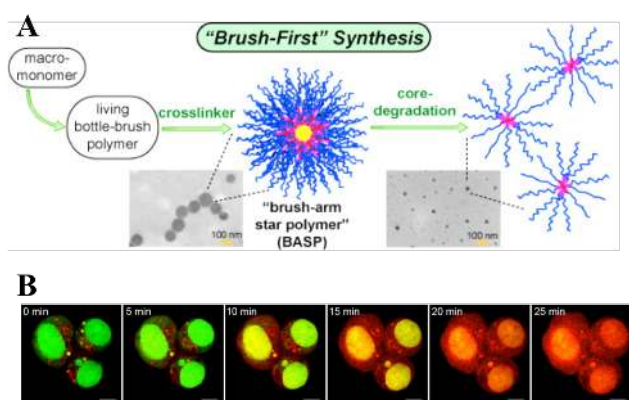 A
"Brush-First" Synthesis
macro-
monomer
living
bottle-brush
polymer
crosslinker
core-
degradation
100 nm
"brush-arm
star polymer"
(BASP)
100 nm
B
0 min
5 min
10 min
15 min
20 min
25 min